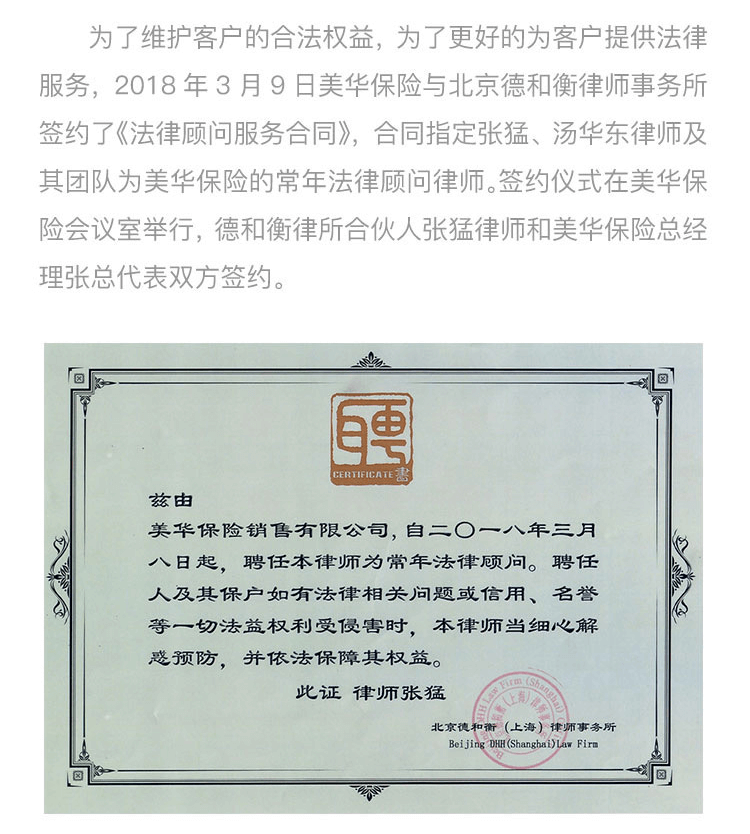 为了维护客户的合法权益，为了更好的为客户提供法律
服务，2018 年 3 月 9 日美华保险与北京德和衡律师事务所
签约了《法律顾问服务合同》，合同指定张猛、汤华东律师及
其团队为美华保险的常年法律顾问律师。签约仪式在美华保
险会议室举行，德和衡律所合伙人张猛律师和美华保险总经
理张总代表双方签约。
聘
CERTIFICATE 書
兹由
美华保险销售有限公司，自二〇一八年三月
八日起，聘任本律师为常年法律顾问。聘任
人及其保户如有法律相关问题或信用、名誉
等一切法益权利受侵害时，本律师当细心解
惑预防，并依法保障其权益。
此证 律师张猛
北京德和衡（上海）律师事务所
Beijing DHH(Shanghai)Law Firm